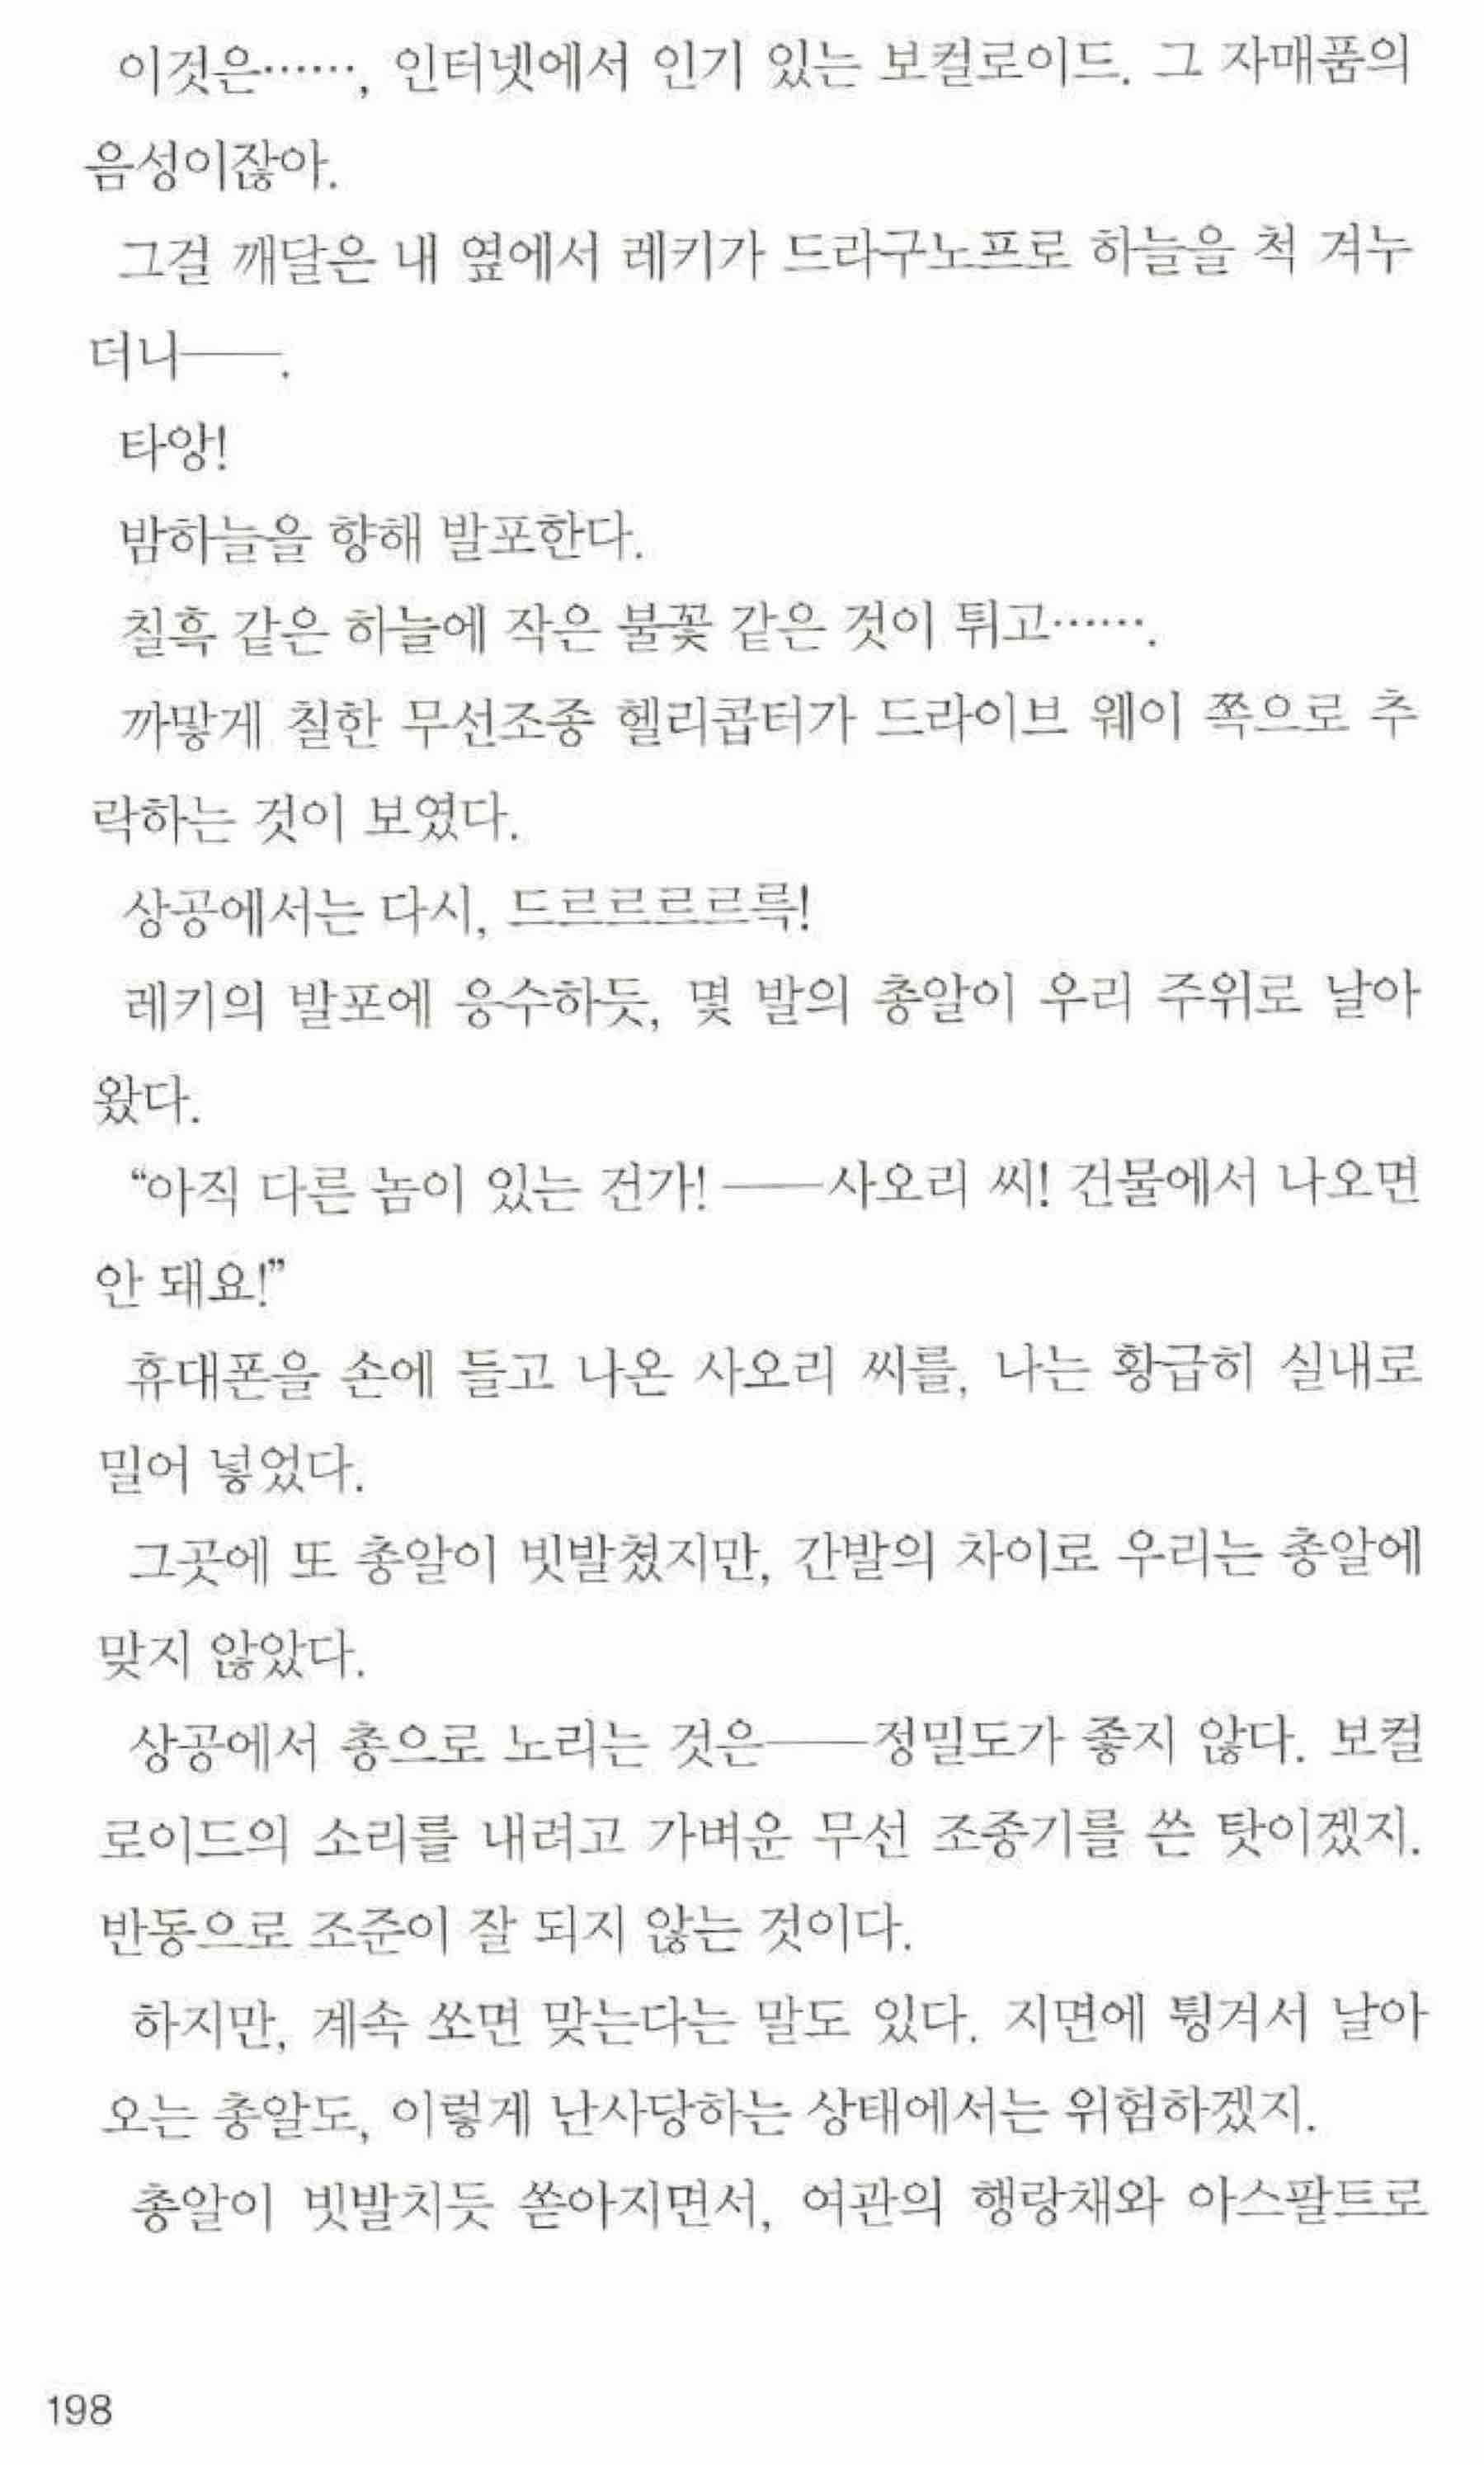 이것은……, 인터넷에서 인기 있는 보컬로이드. 그 자매품의
음성이잖아.
그걸 깨달은 내 옆에서 레키가 드라구노프로 하늘을 척 겨누
더니――.
타앙!
밤하늘을 향해 발포한다.
칠흑 같은 하늘에 작은 불꽃 같은 것이 튀고…….
까맣게 칠한 무선조종 헬리콥터가 드라이브 웨이 쪽으로 추
락하는 것이 보였다.
상공에서는 다시, 드르르르르륵!
레키의 발포에 응수하듯, 몇 발의 총알이 우리 주위로 날아
왔다.
“아직 다른 놈이 있는 건가! ――사오리 씨! 건물에서 나오면
안 돼요!”
휴대폰을 손에 들고 나온 사오리 씨를, 나는 황급히 실내로
밀어 넣었다.
그곳에 또 총알이 빗발쳤지만, 간발의 차이로 우리는 총알에
맞지 않았다.
상공에서 총으로 노리는 것은――정밀도가 좋지 않다. 보컬
로이드의 소리를 내려고 가벼운 무선 조종기를 쓴 탓이겠지.
반동으로 조준이 잘 되지 않는 것이다.
하지만, 계속 쏘면 맞는다는 말도 있다. 지면에 튕겨서 날아
오는 총알도, 이렇게 난사당하는 상태에서는 위험하겠지.
총알이 빗발치듯 쏟아지면서, 여관의 행랑채와 아스팔트로
198